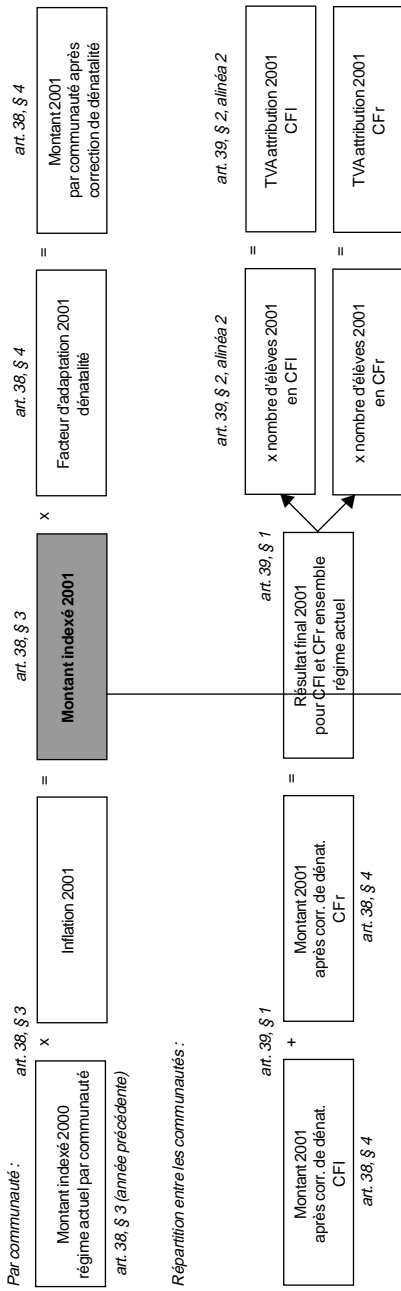 Par communauté :
art. 38, § 3
art. 38, § 3
art. 38, § 4
art. 38, § 4
Montant indexé 2000
régime actuel par communauté
x
Inflation 2001
=
Montant indexé 2001
x
Facteur d'adaptation 2001
dénatalité
=
Montant 2001
par communauté après
correction de dénatalité
art. 38, § 3 (année précédente)
Répartition entre les communautés :
art. 39, § 1
art. 39, § 1
art. 39, § 2, alinéa 2
art. 39, § 2, alinéa 2
Montant 2001
après corr. de dénat.
CFl
+
Montant 2001
après corr. de dénat.
CFr
=
Résultat final 2001
pour CFl et CFr ensemble
régime actuel
x nombre d'élèves 2001
en CFl
=
TVA attribution 2001
CFl
x nombre d'élèves 2001
en CFr
=
TVA attribution 2001
CFr
art. 38, § 4
art. 38, § 4